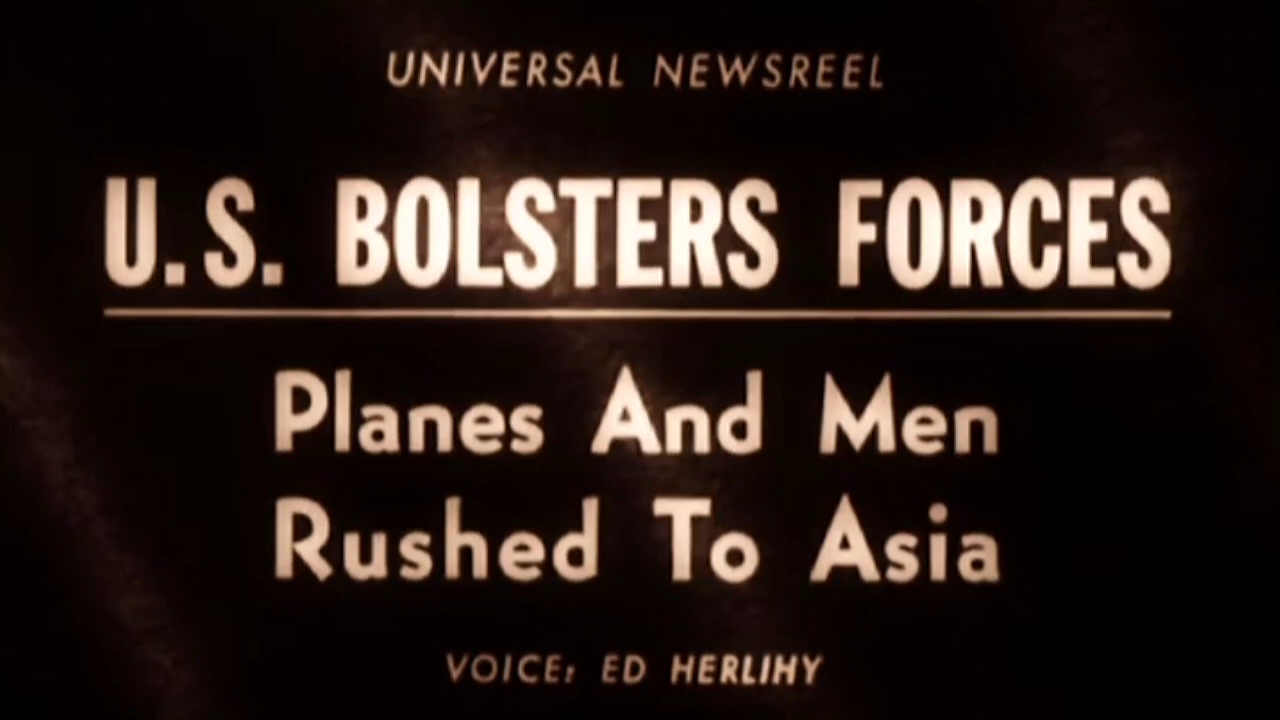 UNIVERSAL NEWSREEL
U.S. BOLSTERS FORCES
Planes And Men
Rushed To Asia
VOICE: ED HERLIHY